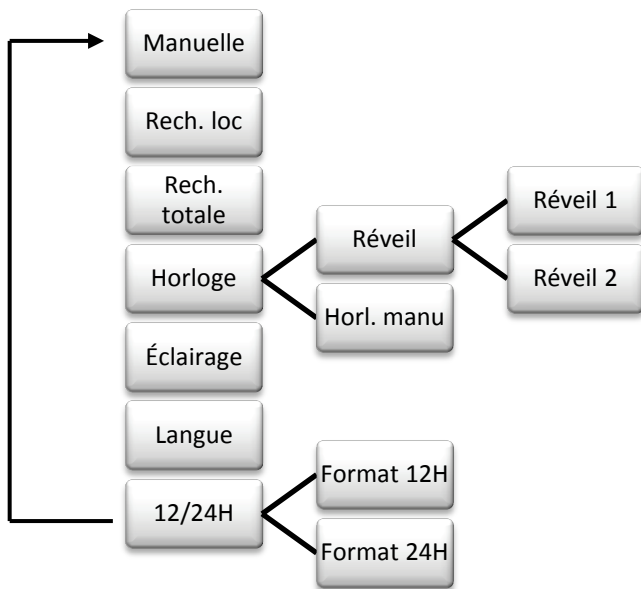 Manuelle
Rech. loc
Rech.
totale
Horloge
Réveil
Horl. manu
Réveil 1
Réveil 2
Éclairage
Langue
12/24H
Format 12H
Format 24H